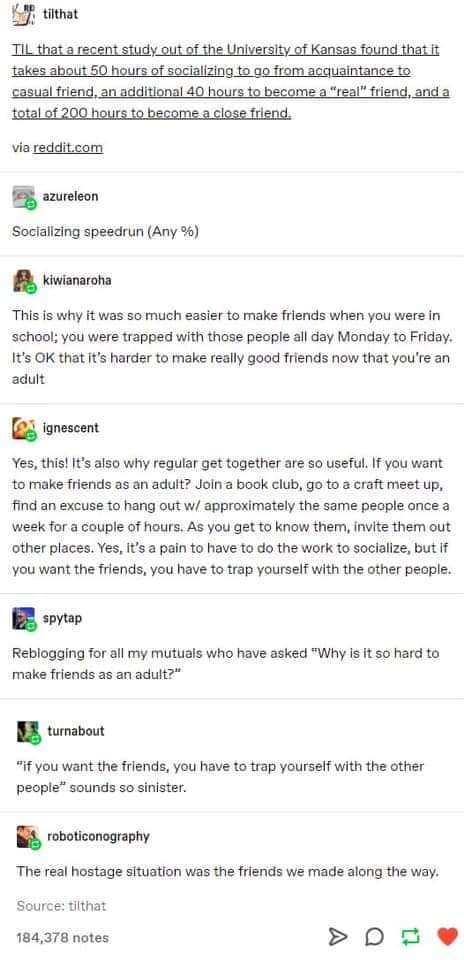 tilthat
TIL that a recent study out of the University of Kansas found that it
takes about 50 hours of socializing to go from acquaintance to
casual friend, an additional 40 hours to become a “real” friend, and a
total of 200 hours to become a close friend.
via reddit.com
azureleon
Socializing speedrun (Any %)
kiwianaroha
This is why it was so much easier to make friends when you were in
school; you were trapped with those people all day Monday to Friday.
It’s OK that it’s harder to make really good friends now that you’re an
adult
ignescent
Yes, this! It’s also why regular get together are so useful. If you want
to make friends as an adult? Join a book club, go to a craft meet up,
find an excuse to hang out w/ approximately the same people once a
week for a couple of hours. As you get to know them, invite them out
other places. Yes, it’s a pain to have to do the work to socialize, but if
you want the friends, you have to trap yourself with the other people.
spytap
Reblogging for all my mutuals who have asked “Why is it so hard to
make friends as an adult?”
turnabout
“if you want the friends, you have to trap yourself with the other
people” sounds so sinister.
roboticonography
The real hostage situation was the friends we made along the way.
Source: tilthat
184,378 notes